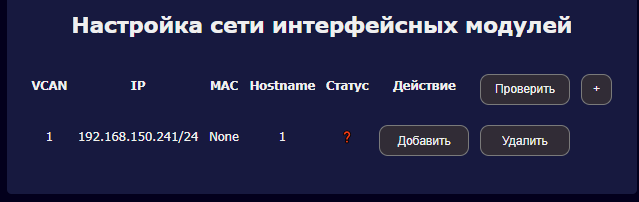 Настройка сети интерфейсных модулей
VCAN IP MAC Hostname Статус Действие Проверить +
1 192.168.150.241/24 None 1 ? Добавить Удалить